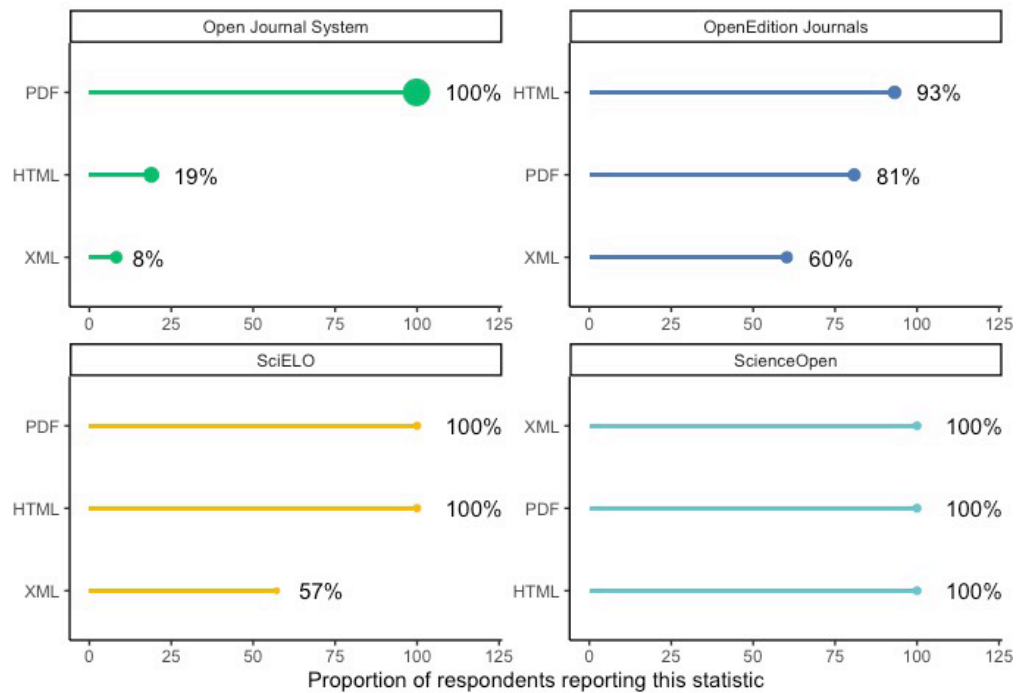 Open Journal System
PDF 100%
HTML 19%
XML 8%
0 25 50 75 100 125
OpenEdition Journals
HTML 93%
PDF 81%
XML 60%
0 25 50 75 100 125
SciELO
PDF 100%
HTML 100%
XML 57%
0 25 50 75 100 125
ScienceOpen
XML 100%
PDF 100%
HTML 100%
0 25 50 75 100 125
Proportion of respondents reporting this statistic